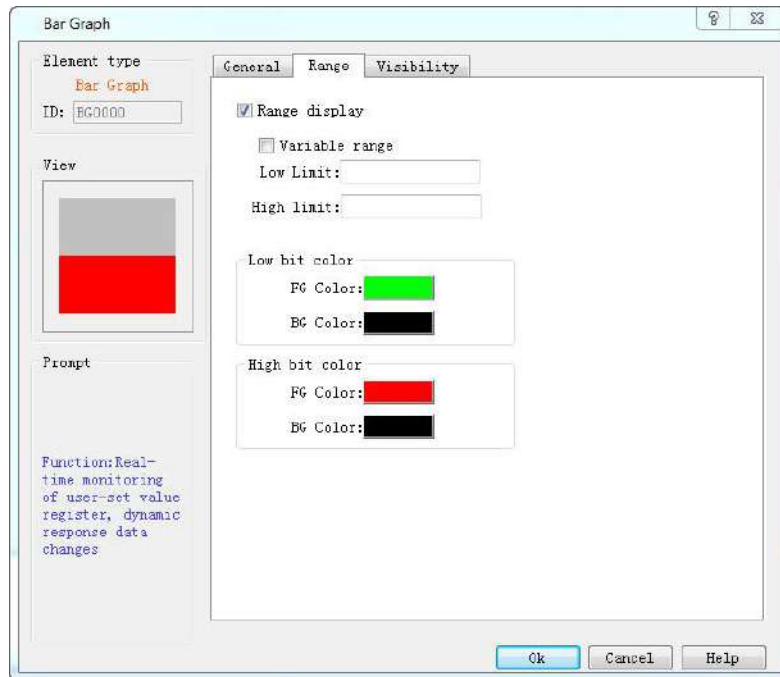 Bar Graph
Element type
Bar Graph
ID: BG0000
View
Prompt
Function:Real-
time monitoring
of user-set value
register, dynamic
response data
changes
General Range Visibility
Range display
Variable range
Low Limit:
High limit:
Low bit color
FG Color:
BG Color:
High bit color
FG Color:
BG Color:
Ok Cancel Help